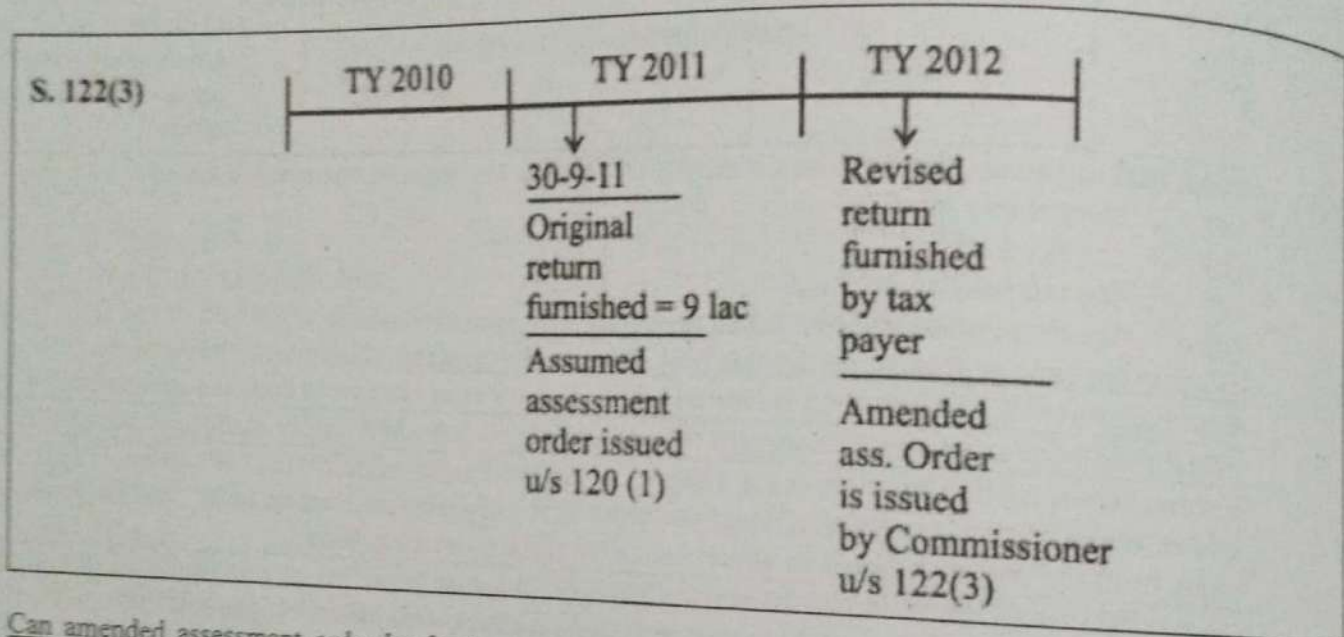 S. 122(3)
TY 2010
TY 2011
TY 2012
30-9-11
Original
return
furnished = 9 lac
Assumed
assessment
order issued
u/s 120 (1)
Revised
return
furnished
by tax
payer
Amended
ass. Order
is issued
by Commissioner
u/s 122(3)
Can amended assessment